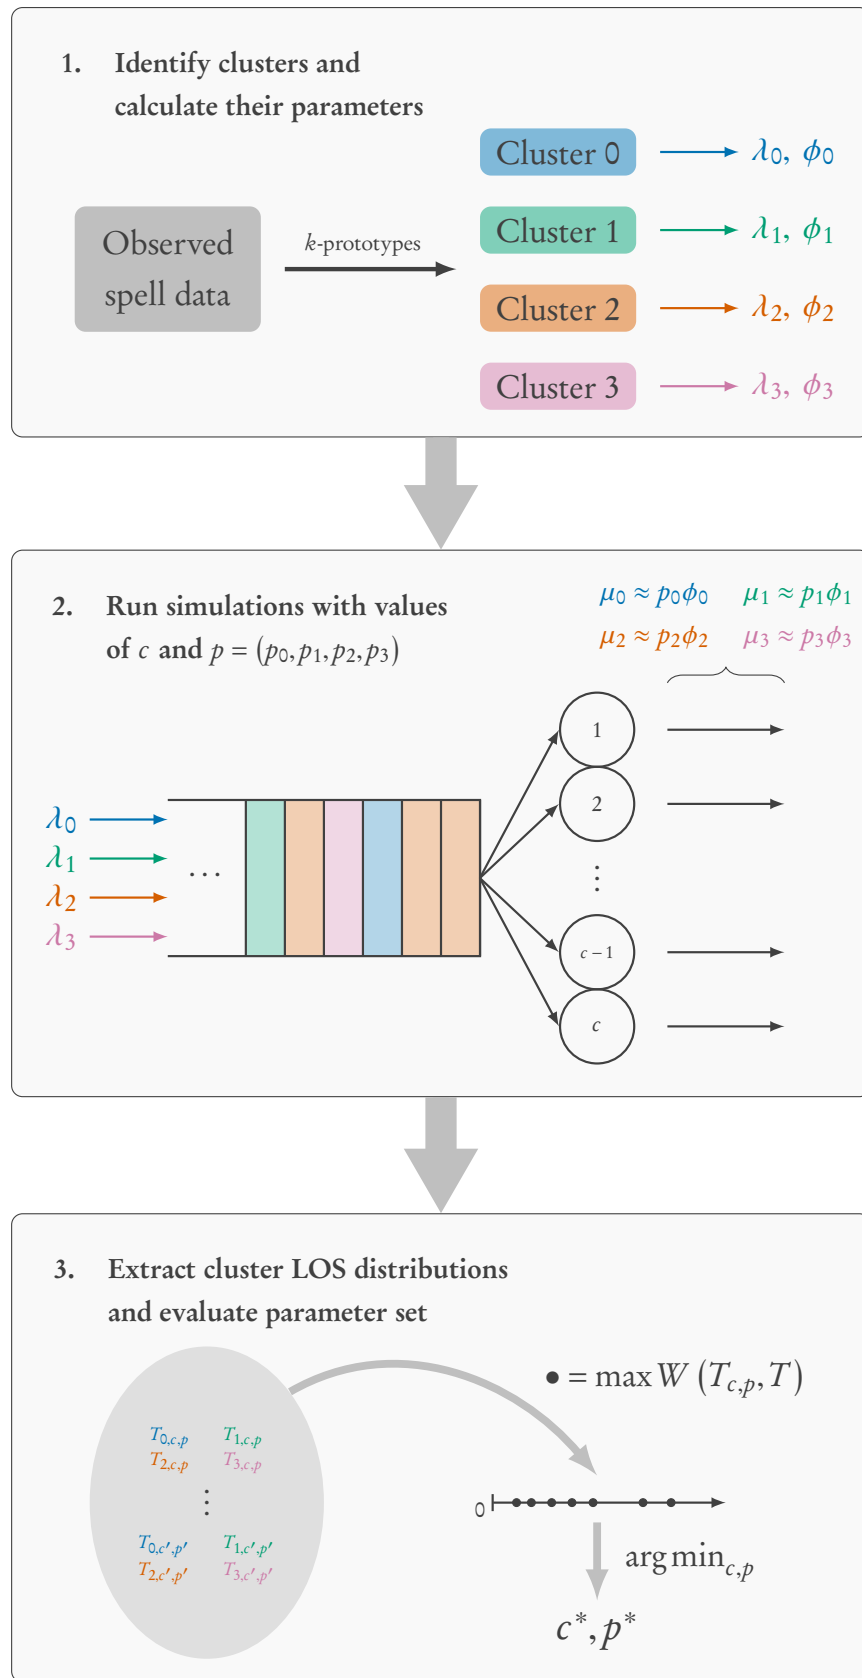 1. Identify clusters and
calculate their parameters
Cluster 0 λ₀, ϕ₀
Observed
spell data
k-prototypes
Cluster 1 λ₁, ϕ₁
Cluster 2 λ₂, ϕ₂
Cluster 3 λ₃, ϕ₃
2. Run simulations with values
of c and p = (p₀, p₁, p₂, p₃)
μ₀ ≈ p₀ϕ₀ μ₁ ≈ p₁ϕ₁
μ₂ ≈ p₂ϕ₂ μ₃ ≈ p₃ϕ₃
λ₀
λ₁
λ₂
λ₃
...
1
2
⋮
c − 1
c
3. Extract cluster LOS distributions
and evaluate parameter set
T₀,c,p T₁,c,p
T₂,c,p T₃,c,p
⋮
T₀,c′,p′ T₁,c′,p′
T₂,c′,p′ T₃,c′,p′
• = max W (T_{c,p}, T)
0
arg min_{c,p}
c*, p*